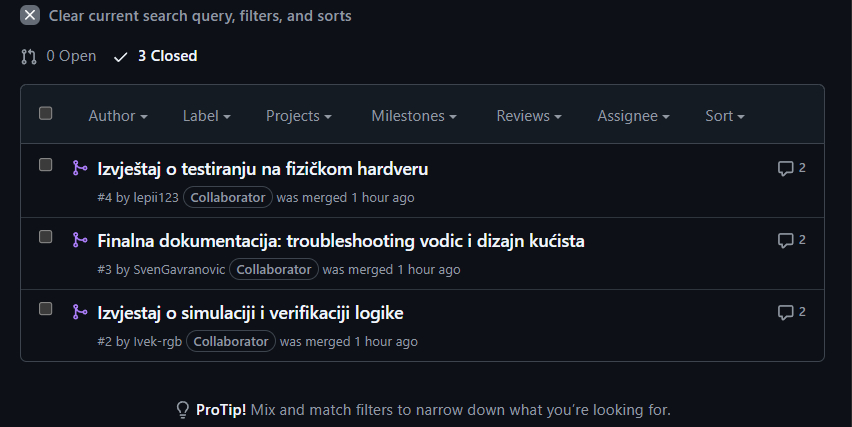 Clear current search query, filters, and sorts
0 Open 3 Closed
Author Label Projects Milestones Reviews Assignee Sort
Izvještaj o testiranju na fizičkom hardveru 2
#4 by lepii123 Collaborator was merged 1 hour ago
Finalna dokumentacija: troubleshooting vodic i dizajn kućista 2
#3 by SvenGavranovic Collaborator was merged 1 hour ago
Izvjestaj o simulaciji i verifikaciji logike 2
#2 by Ivek-rgb Collaborator was merged 1 hour ago
ProTip! Mix and match filters to narrow down what you’re looking for.